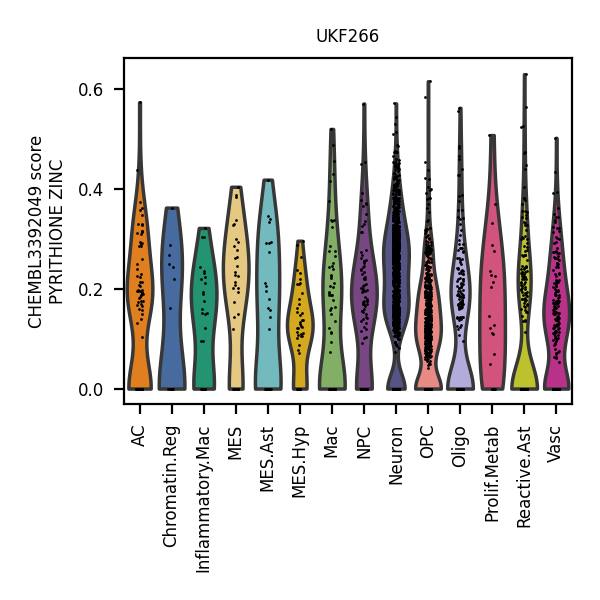 UKF266
CHEMBL3392049 score
PYRITHIONE ZINC
0.6
0.4
0.2
0.0
AC
Chromatin.Reg
Inflammatory.Mac
MES
MES.Ast
MES.Hyp
Mac
NPC
Neuron
OPC
Oligo
Prolif.Metab
Reactive.Ast
Vasc